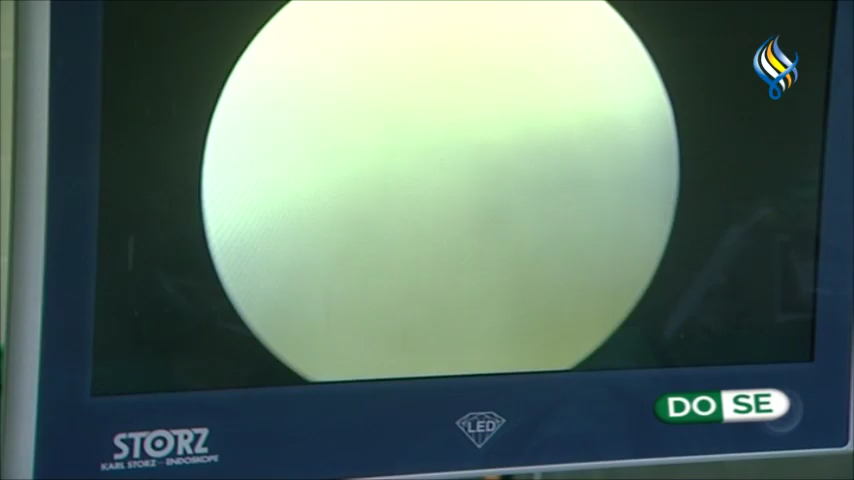 STORZ
KARL STORZ — ENDOSKOPE
LED
DO SE